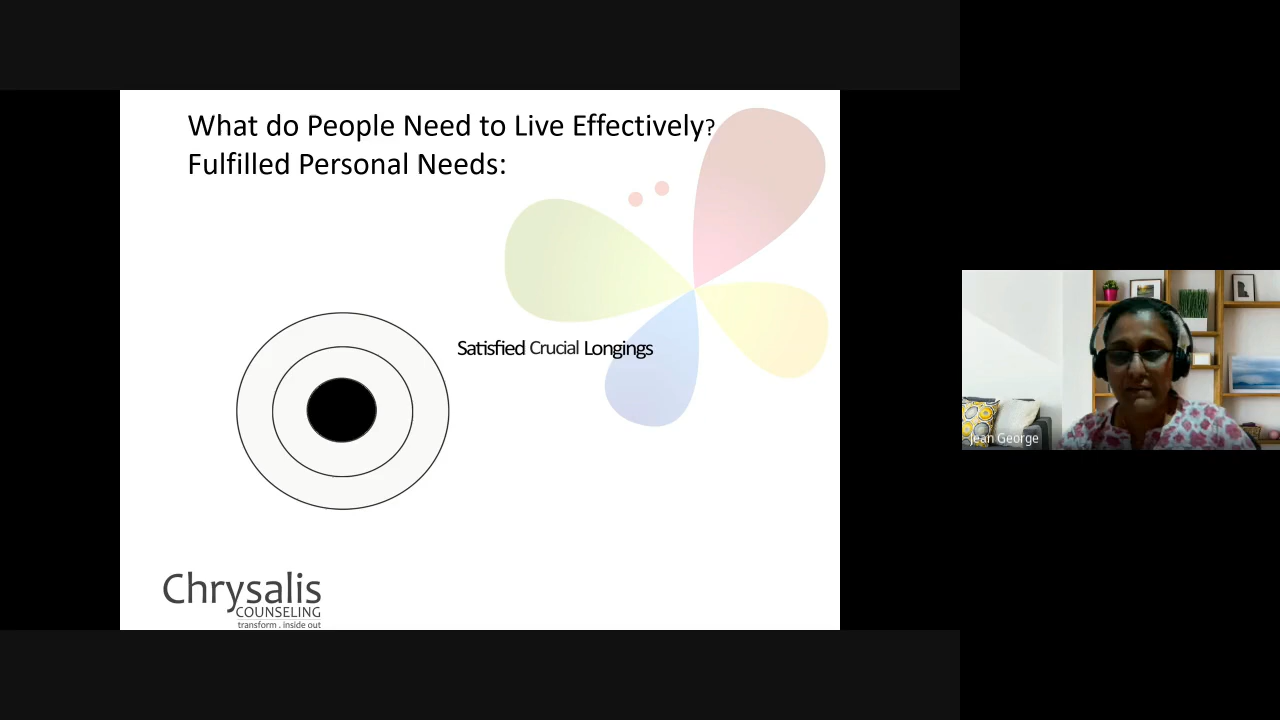 What do People Need to Live Effectively?
Fulfilled Personal Needs:
Satisfied Crucial Longings
Jean George
Chrysalis
COUNSELING
transform . inside out